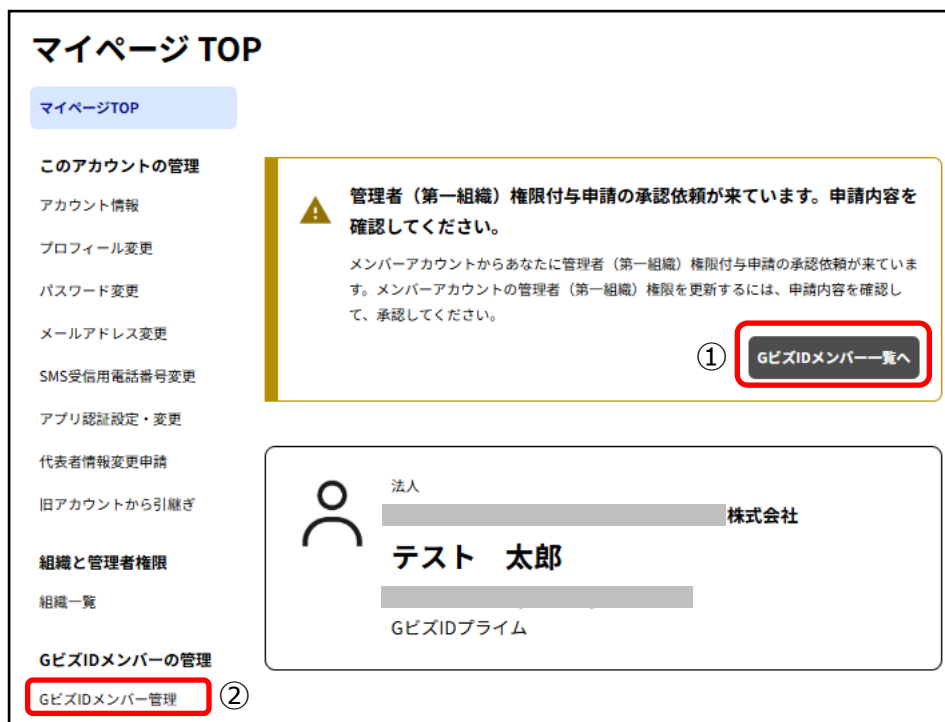 マイページ TOP
マイページTOP
このアカウントの管理
アカウント情報
プロフィール変更
パスワード変更
メールアドレス変更
SMS受信用電話番号変更
アプリ認証設定・変更
代表者情報変更申請
旧アカウントから引継ぎ
組織と管理者権限
組織一覧
GビズIDメンバーの管理
GビズIDメンバー管理
②
管理者（第一組織）権限付与申請の承認依頼が来ています。申請内容を
確認してください。
メンバーアカウントからあなたに管理者（第一組織）権限付与申請の承認依頼が来ていま
す。メンバーアカウントの管理者（第一組織）権限を更新するには、申請内容を確認し
て、承認してください。
①
GビズIDメンバー一覧へ
法人
株式会社
テスト　太郎
GビズIDプライム